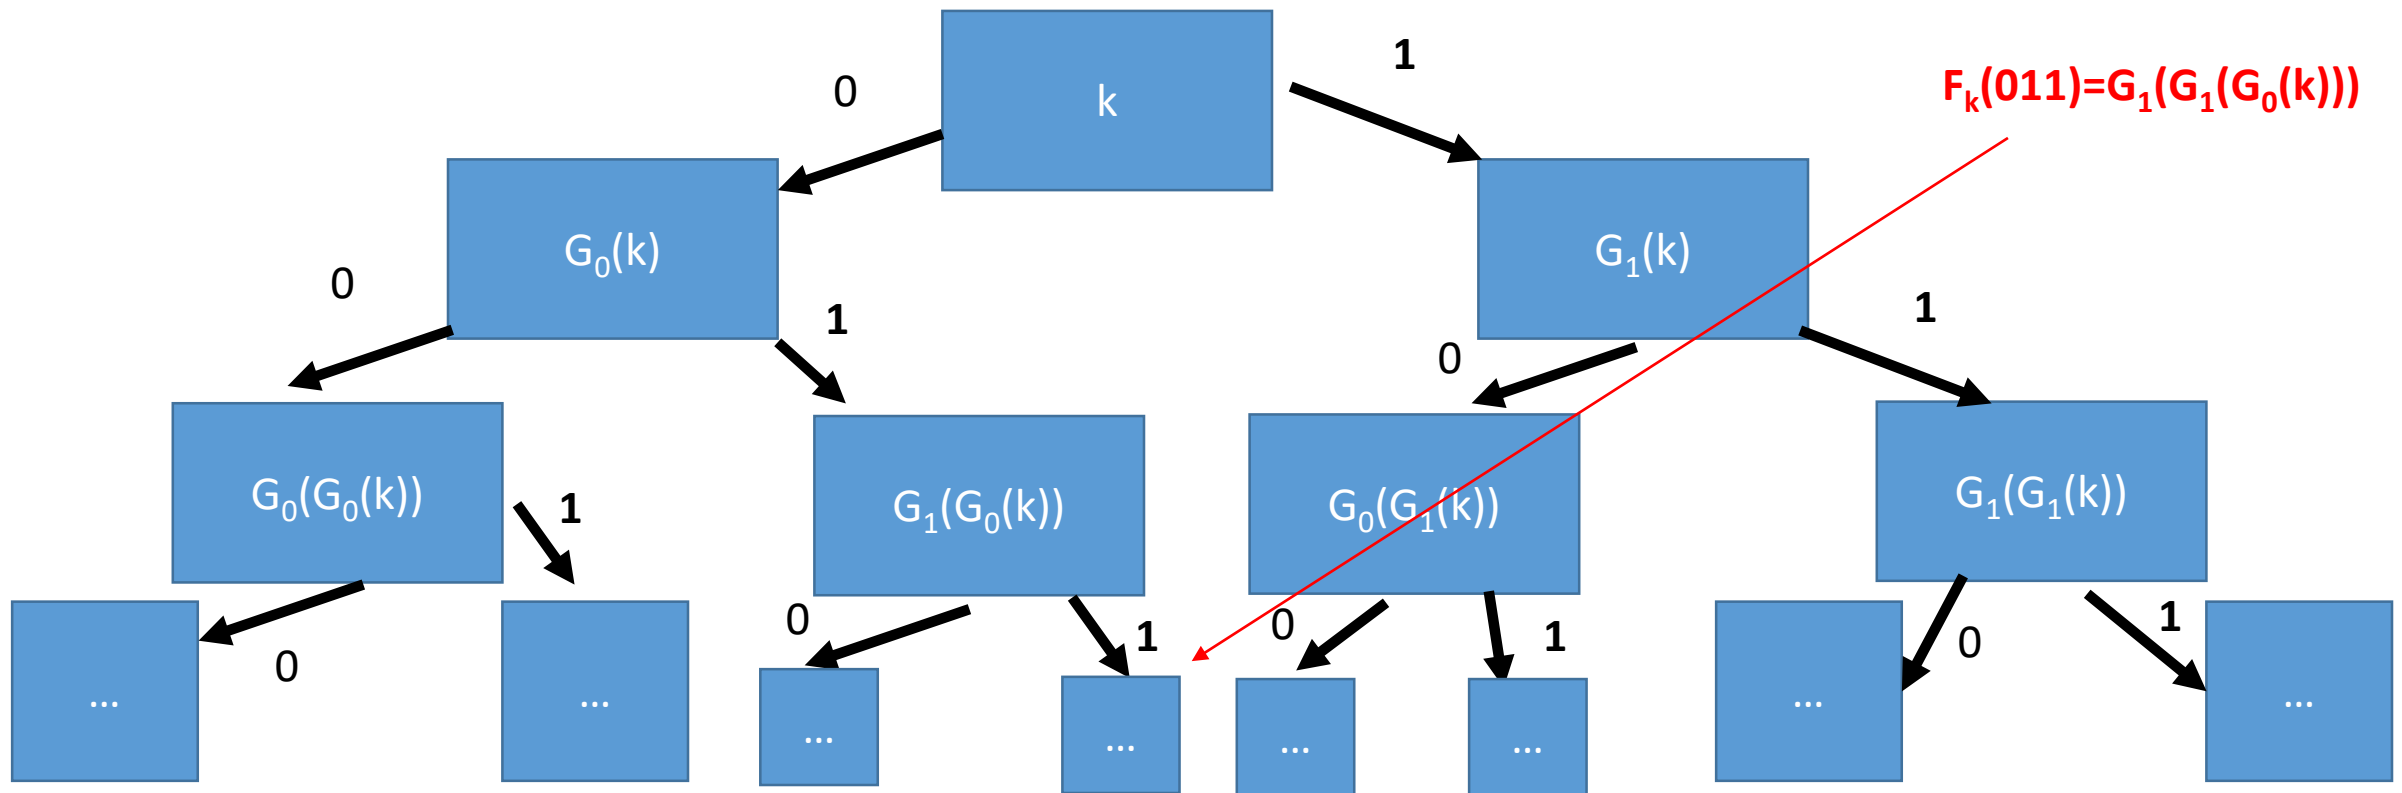 k
0
1
F_k(011)=G_1(G_1(G_0(k)))
G_0(k)
G_1(k)
0
1
0
1
G_0(G_0(k))
G_1(G_0(k))
G_0(G_1(k))
G_1(G_1(k))
0
1
0
1
0
1
0
1
...
...
...
...
...
...
...
...